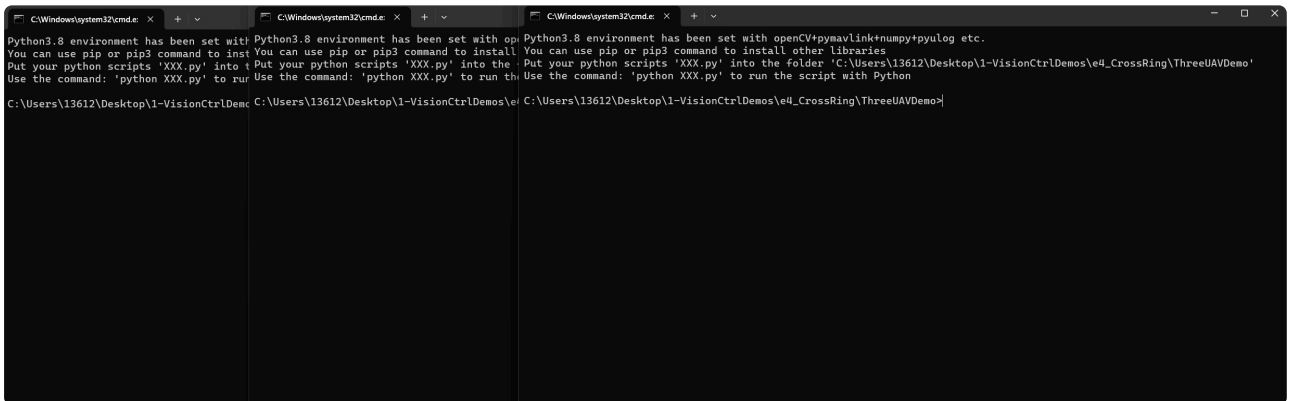 C:\Windows\system32\cmd.e:
Python3.8 environment has been set with
You can use pip or pip3 command to inst
Put your python scripts 'XXX.py' into t
Use the command: 'python XXX.py' to run
C:\Users\13612\Desktop\1-VisionCtrlDemo
C:\Windows\system32\cmd.e:
Python3.8 environment has been set with ope
You can use pip or pip3 command to install
Put your python scripts 'XXX.py' into the
Use the command: 'python XXX.py' to run the
C:\Users\13612\Desktop\1-VisionCtrlDemos\e4
C:\Windows\system32\cmd.e:
Python3.8 environment has been set with openCV+pymavlink+numpy+pyulog etc.
You can use pip or pip3 command to install other libraries
Put your python scripts 'XXX.py' into the folder 'C:\Users\13612\Desktop\1-VisionCtrlDemos\e4_CrossRing\ThreeUAVDemo'
Use the command: 'python XXX.py' to run the script with Python
C:\Users\13612\Desktop\1-VisionCtrlDemos\e4_CrossRing\ThreeUAVDemo>